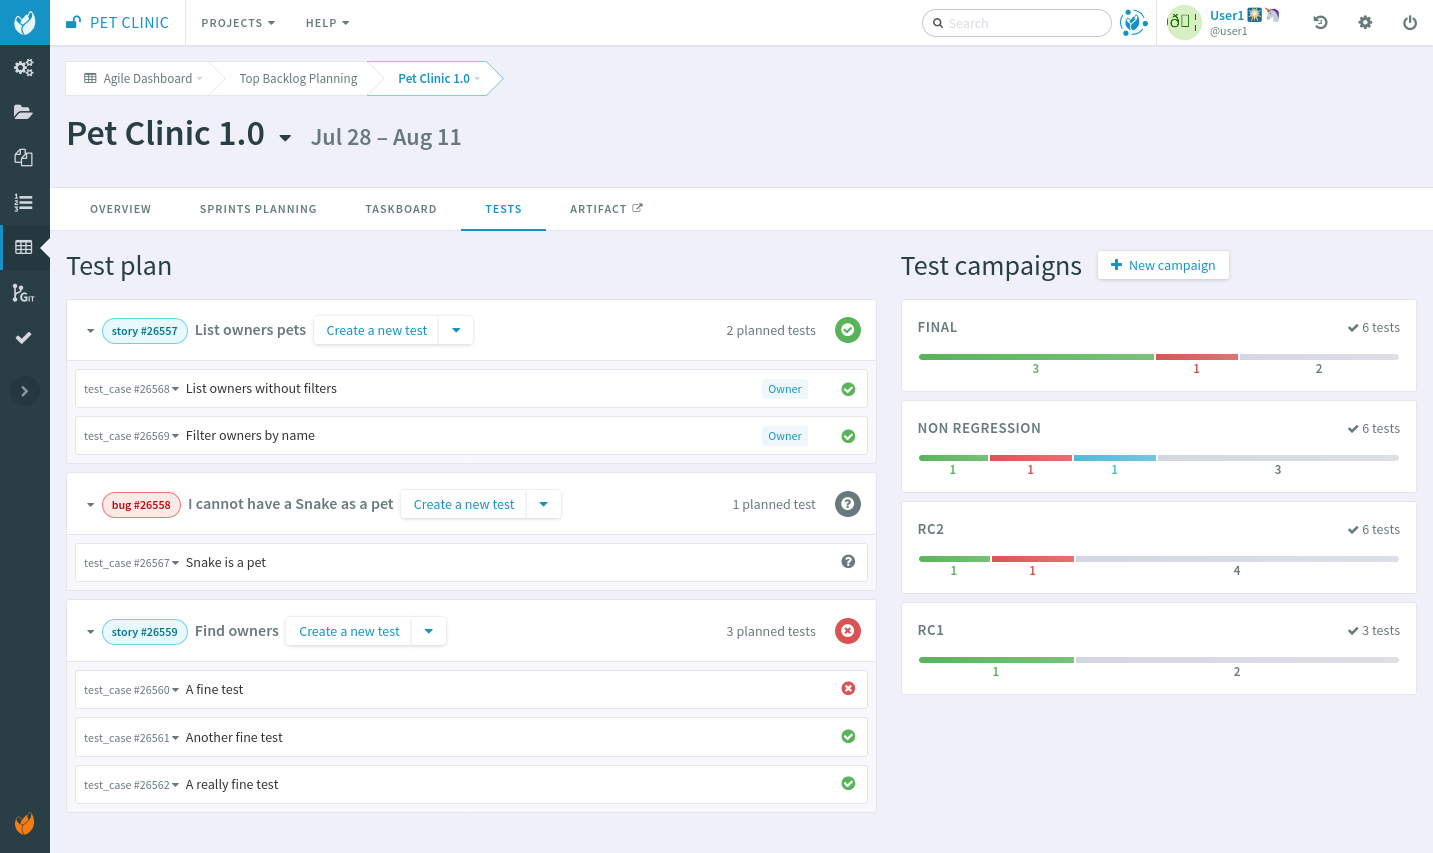 PET CLINIC
PROJECTS
HELP
Search
ð
User1
@user1
Agile Dashboard
Top Backlog Planning
Pet Clinic 1.0
Pet Clinic 1.0
Jul 28 – Aug 11
OVERVIEW
SPRINTS PLANNING
TASKBOARD
TESTS
ARTIFACT
GIT
Test plan
story #26557
List owners pets
Create a new test
2 planned tests
test_case #26568
List owners without filters
Owner
test_case #26569
Filter owners by name
Owner
bug #26558
I cannot have a Snake as a pet
Create a new test
1 planned test
test_case #26567
Snake is a pet
story #26559
Find owners
Create a new test
3 planned tests
test_case #26560
A fine test
test_case #26561
Another fine test
test_case #26562
A really fine test
Test campaigns
New campaign
FINAL
6 tests
3
1
2
NON REGRESSION
6 tests
1
1
1
3
RC2
6 tests
1
1
4
RC1
3 tests
1
2